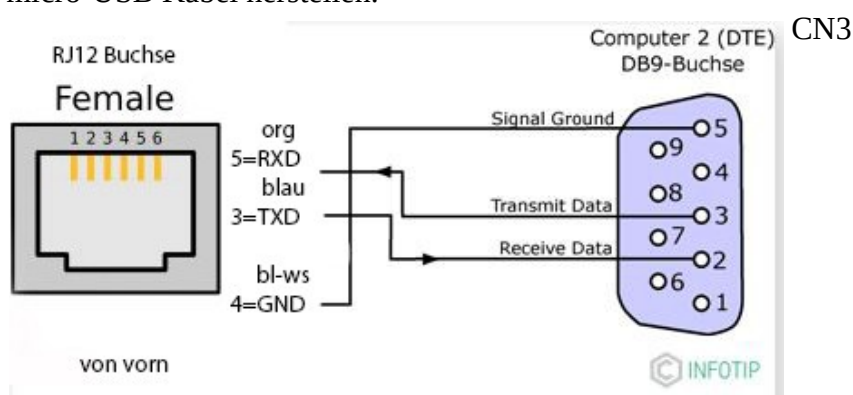 micro-USB Kabel herstellen.
CN3
RJ12 Buchse
Female
1 2 3 4 5 6
org
5=RXD
blau
3=TXD
bl-ws
4=GND
von vorn
Computer 2 (DTE)
DB9-Buchse
Signal Ground
Transmit Data
Receive Data
5
9
4
8
3
7
2
6
1
C INFOTIP